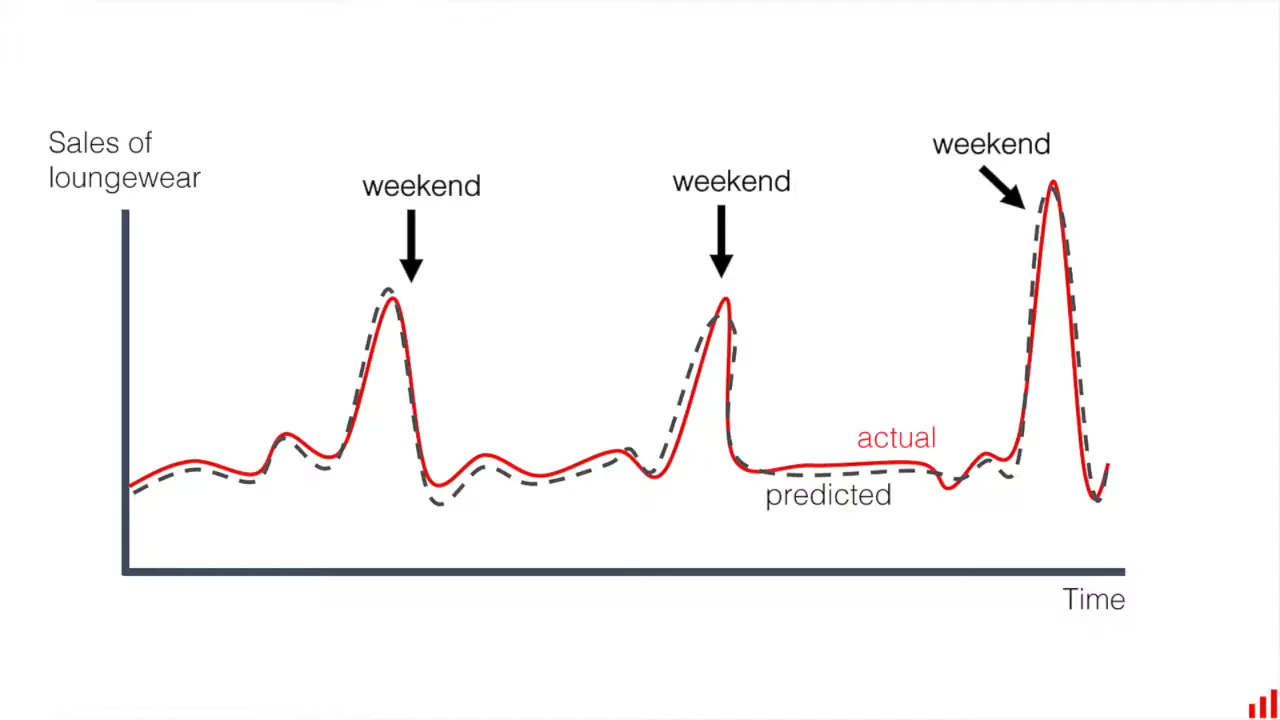 Sales of
loungewear
weekend
weekend
weekend
actual
predicted
Time